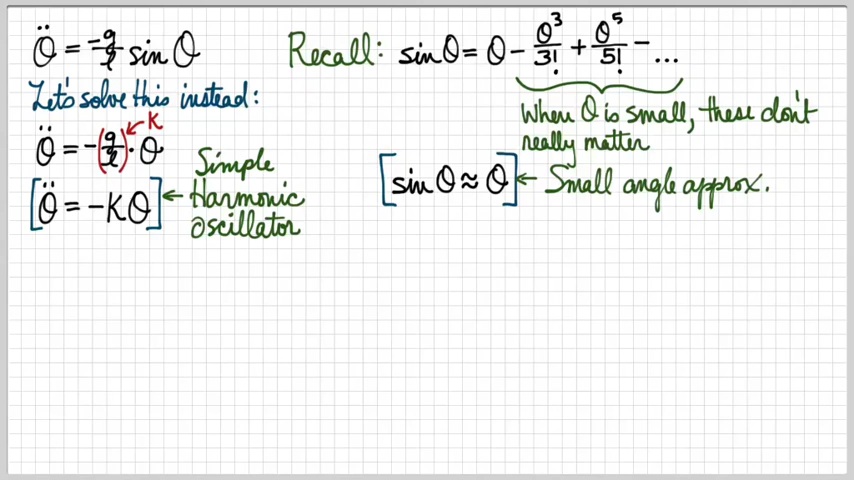 θ̈ = -g/l sin θ
Recall: sin θ = θ - θ³/3! + θ⁵/5! - ...
Let's solve this instead:
When θ is small, these don't
really matter
θ̈ = -(g/l) · θ
K
[θ̈ = -Kθ]
← Simple
Harmonic
Oscillator
[sin θ ≈ θ] ← Small angle approx.